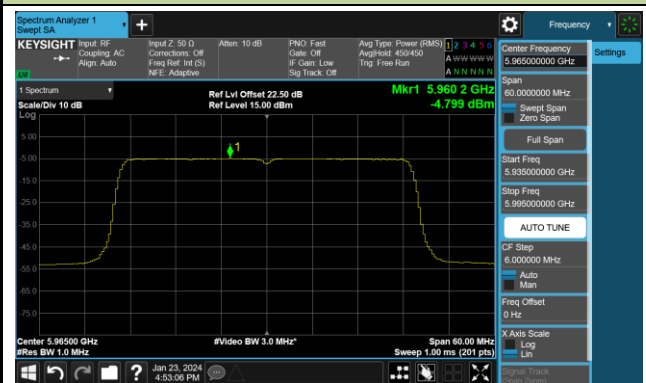 Spectrum Analyzer 1
Swept SA
Frequency
KEYSIGHT
Input: RF
Coupling: AC
Align: Auto
Input Z: 50 Ω
Corrections: Off
Freq Ref: Int (S)
NFE: Adaptive
Atten: 10 dB
PNO: Fast
Gate: Off
IF Gain: Low
Sig Track: Off
Avg Type: Power (RMS)
Avg|Hold: 450/450
Trig: Free Run
1 2 3 4 5 6
A W W W W W
A N N N N N
LXI
Center Frequency
5.965000000 GHz
Settings
1 Spectrum
Scale/Div 10 dB
Log
Ref Lvl Offset 22.50 dB
Ref Level 15.00 dBm
Mkr1 5.960 2 GHz
-4.799 dBm
Span
60.0000000 MHz
Swept Span
Zero Span
Full Span
Start Freq
5.935000000 GHz
Stop Freq
5.995000000 GHz
AUTO TUNE
CF Step
6.000000 MHz
Auto
Man
Freq Offset
0 Hz
X Axis Scale
Log
Lin
Signal Track
5.00
-5.00
-15.0
-25.0
-35.0
-45.0
-55.0
-65.0
-75.0
1
Center 5.96500 GHz
#Res BW 1.0 MHz
#Video BW 3.0 MHz*
Span 60.00 MHz
Sweep 1.00 ms (201 pts)
?
Jan 23, 2024
4:53:06 PM